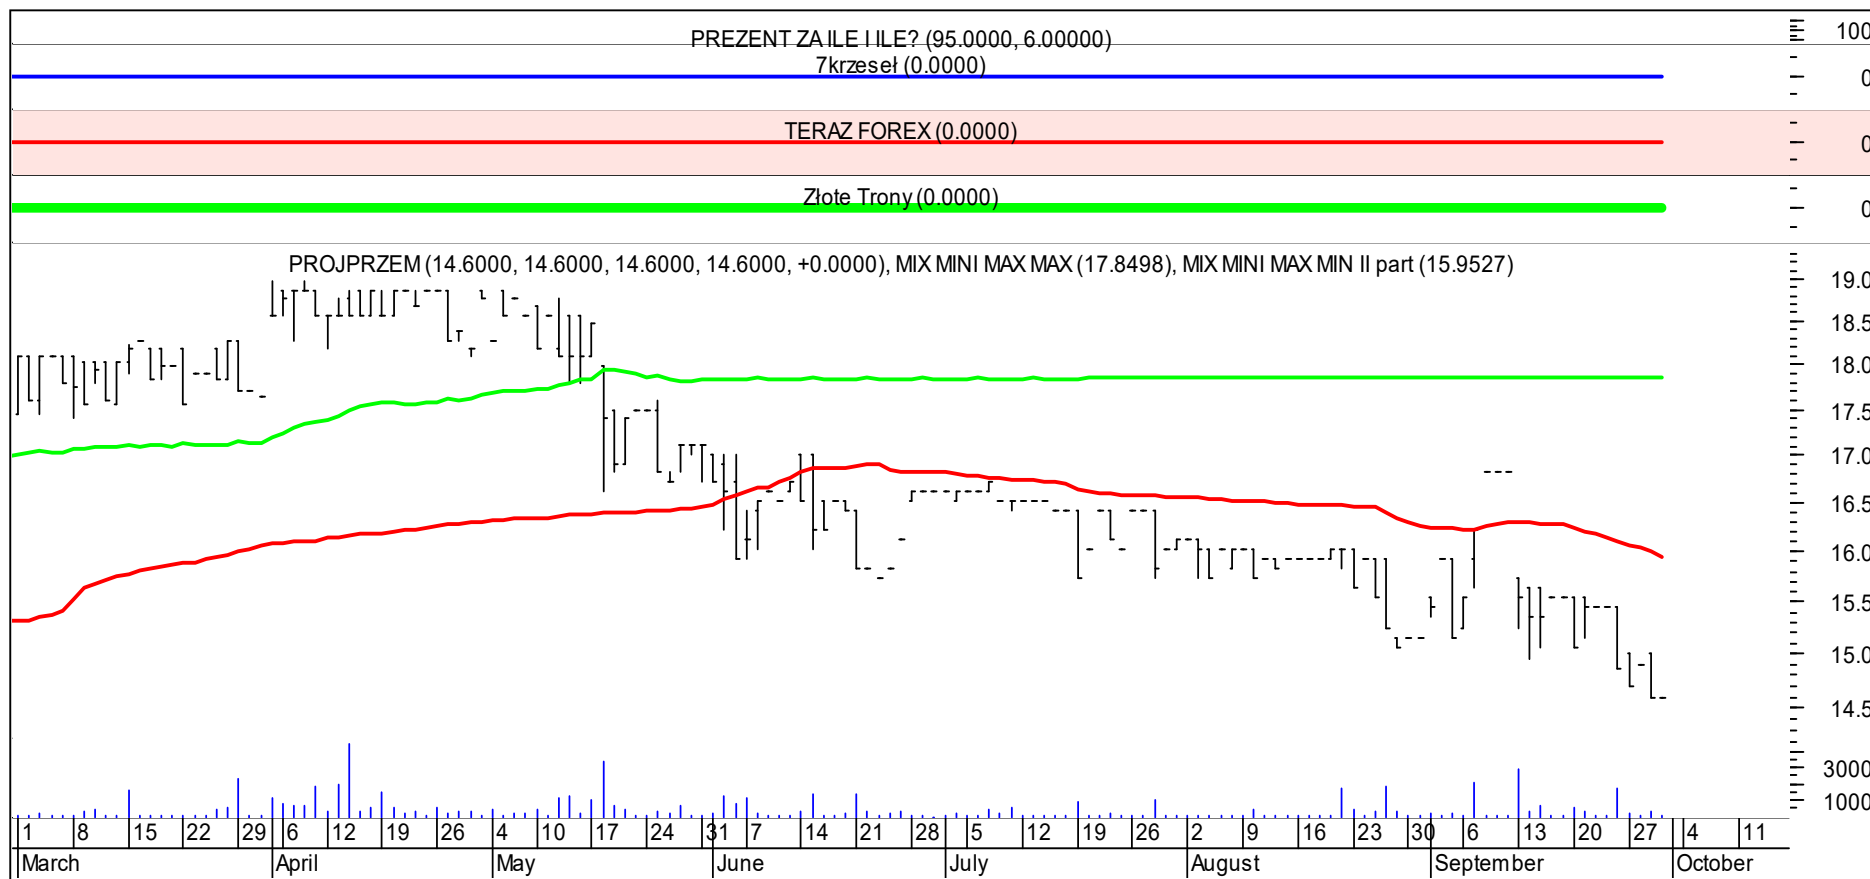 PREZENT ZA ILE I ILE? (95.0000, 6.00000)
100
7krzeseł (0.0000)
0
TERAZ FOREX (0.0000)
0
Złote Trony (0.0000)
0
PROJPRZEM (14.6000, 14.6000, 14.6000, 14.6000, +0.0000), MIX MINI MAX MAX (17.8498), MIX MINI MAX MIN II part (15.9527)
19.0
18.5
18.0
17.5
17.0
16.5
16.0
15.5
15.0
14.5
3000
1000
1 8 15 22 29 6 12 19 26 4 10 17 24 31 7 14 21 28 5 12 19 26 2 9 16 23 30 6 13 20 27 4 11
March April May June July August September October